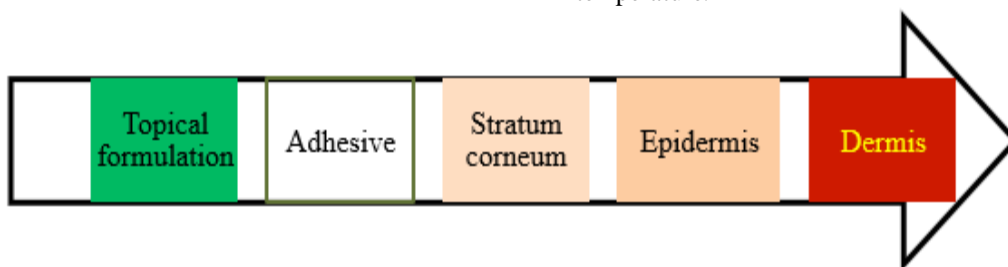 Topical
formulation
Adhesive
Stratum
corneum
Epidermis
Dermis